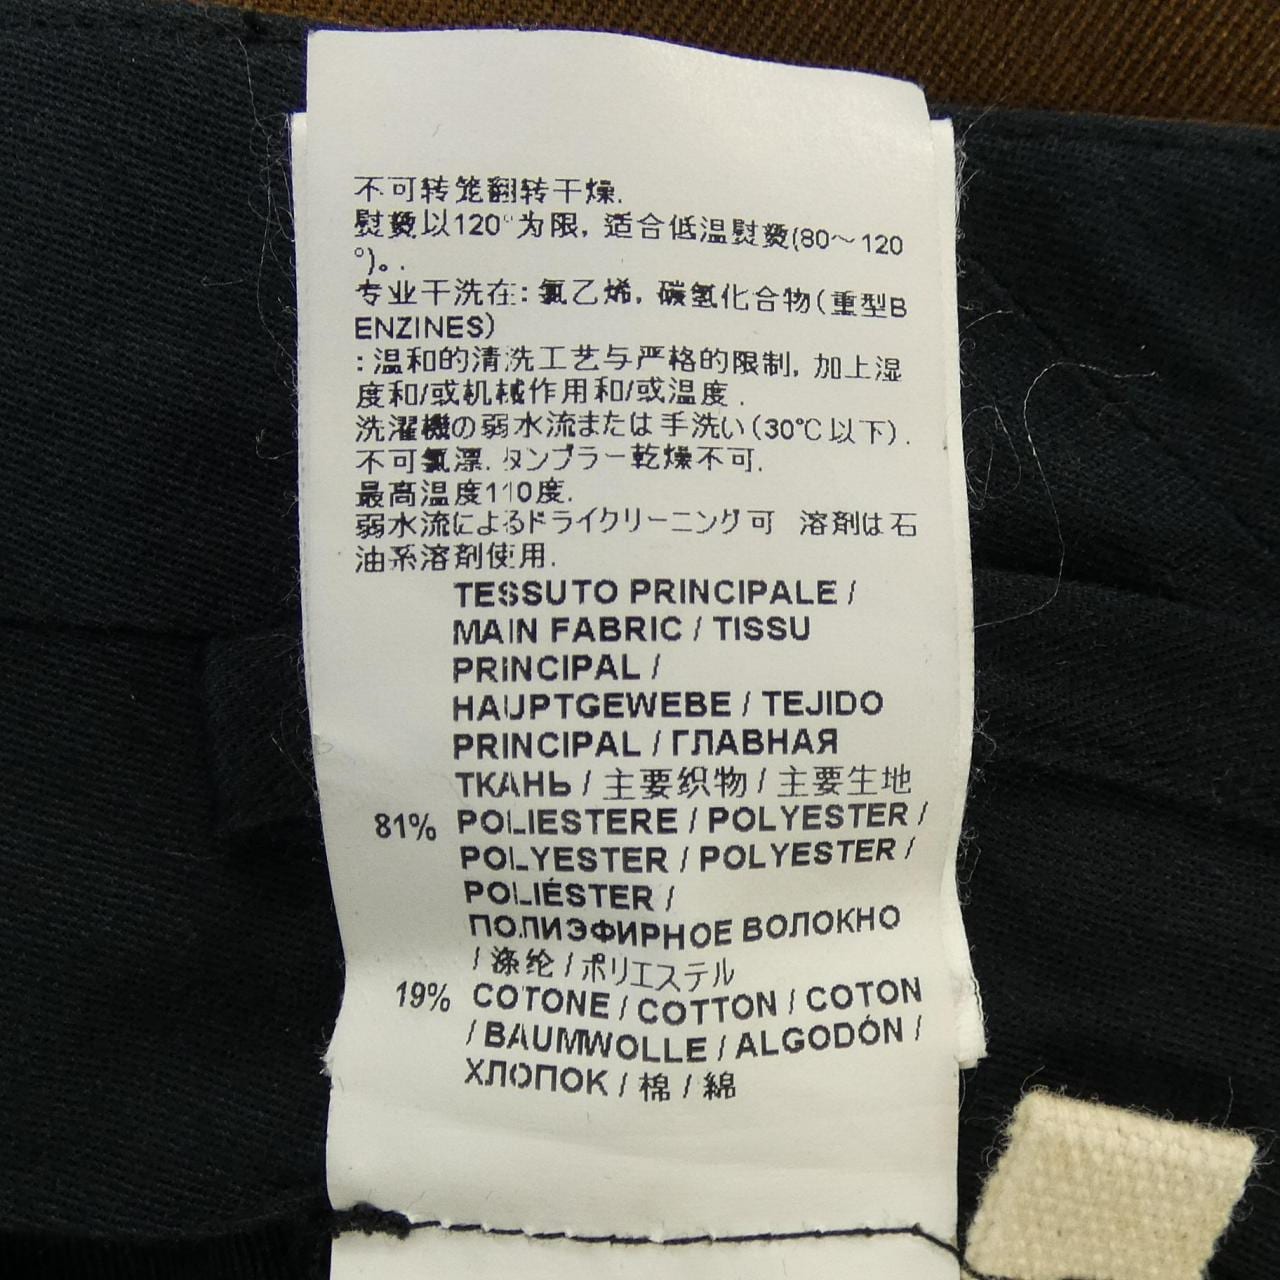 不可转笼翻转干燥.
熨烫以120°为限, 适合低温熨烫(80～120
°)。.
专业干洗在: 氯乙烯, 碳氢化合物(重型B
ENZINES)
: 温和的清洗工艺与严格的限制, 加上湿
度和/或机械作用和/或温度.
洗濯機の弱水流または手洗い(30℃以下).
不可氯漂. タンブラー乾燥不可.
最高温度110度.
弱水流によるドライクリーニング可 溶剤は石
油系溶剤使用.
TESSUTO PRINCIPALE /
MAIN FABRIC / TISSU
PRINCIPAL /
HAUPTGEWEBE / TEJIDO
PRINCIPAL / ГЛАВНАЯ
ТКАНЬ / 主要织物 / 主要生地
81% POLIESTERE / POLYESTER /
POLYESTER / POLYESTER /
POLIÉSTER /
ПОЛИЭФИРНОЕ ВОЛОКНО
/ 涤纶 / ポリエステル
19% COTONE / COTTON / COTON
/ BAUMWOLLE / ALGODÓN /
ХЛОПОК / 棉 / 綿